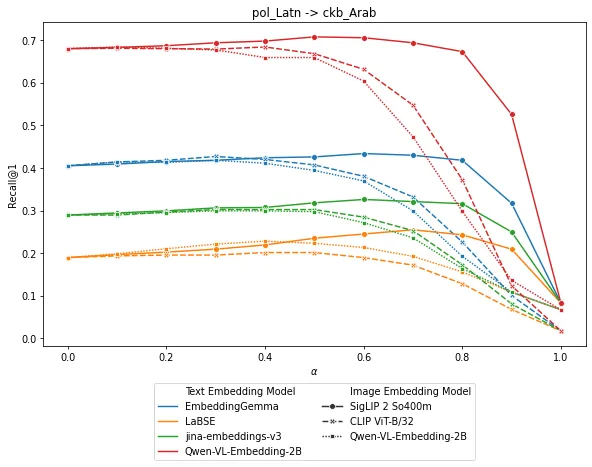 pol_Latn -> ckb_Arab
Recall@1
0.7
0.6
0.5
0.4
0.3
0.2
0.1
0.0
0.0 0.2 0.4 0.6 0.8 1.0
α
Text Embedding Model Image Embedding Model
EmbeddingGemma SigLIP 2 So400m
LaBSE CLIP ViT-B/32
jina-embeddings-v3 Qwen-VL-Embedding-2B
Qwen-VL-Embedding-2B